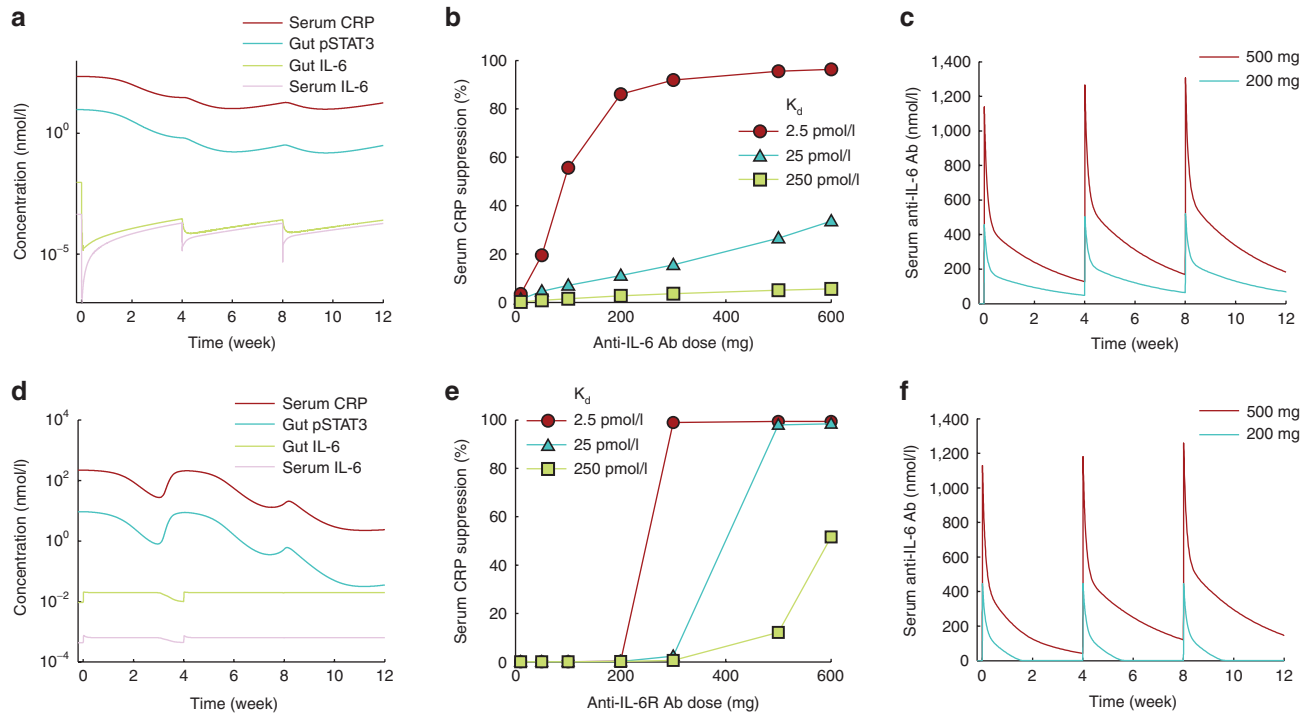 a
Serum CRP
Gut pSTAT3
Gut IL-6
Serum IL-6
Concentration (nmol/l)
10^0
10^−5
0 2 4 6 8 10 12
Time (week)
b
Serum CRP suppression (%)
100
80
60
40
20
0
K_d
2.5 pmol/l
25 pmol/l
250 pmol/l
0 200 400 600
Anti-IL-6 Ab dose (mg)
c
500 mg
200 mg
Serum anti-IL-6 Ab (nmol/l)
1,400
1,200
1,000
800
600
400
200
0
0 2 4 6 8 10 12
Time (week)
d
Serum CRP
Gut pSTAT3
Gut IL-6
Serum IL-6
Concentration (nmol/l)
10^4
10^2
10^0
10^−2
10^−4
0 2 4 6 8 10 12
Time (week)
e
K_d
2.5 pmol/l
25 pmol/l
250 pmol/l
Serum CRP suppression (%)
100
80
60
40
20
0
0 200 400 600
Anti-IL-6R Ab dose (mg)
f
500 mg
200 mg
Serum anti-IL-6 Ab (nmol/l)
1,400
1,200
1,000
800
600
400
200
0
0 2 4 6 8 10 12
Time (week)